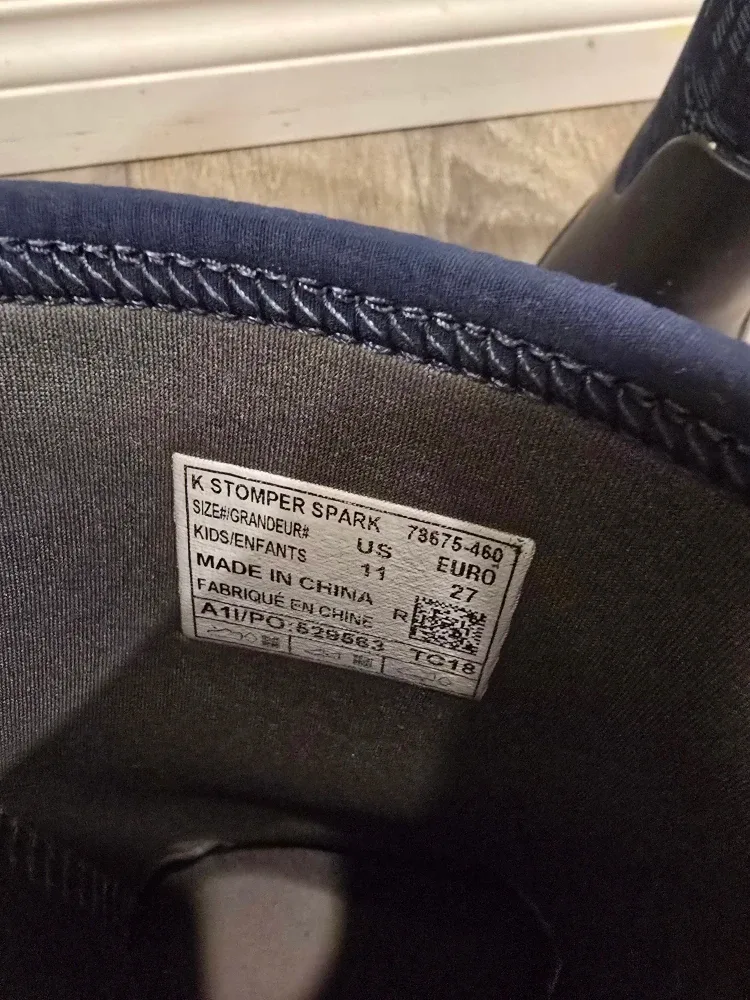 K STOMPER SPARK 73675-460
SIZE#/GRANDEUR# US EURO
KIDS/ENFANTS 11 27
MADE IN CHINA
FABRIQUÉ EN CHINE R
A1I/PO:529563 TC18